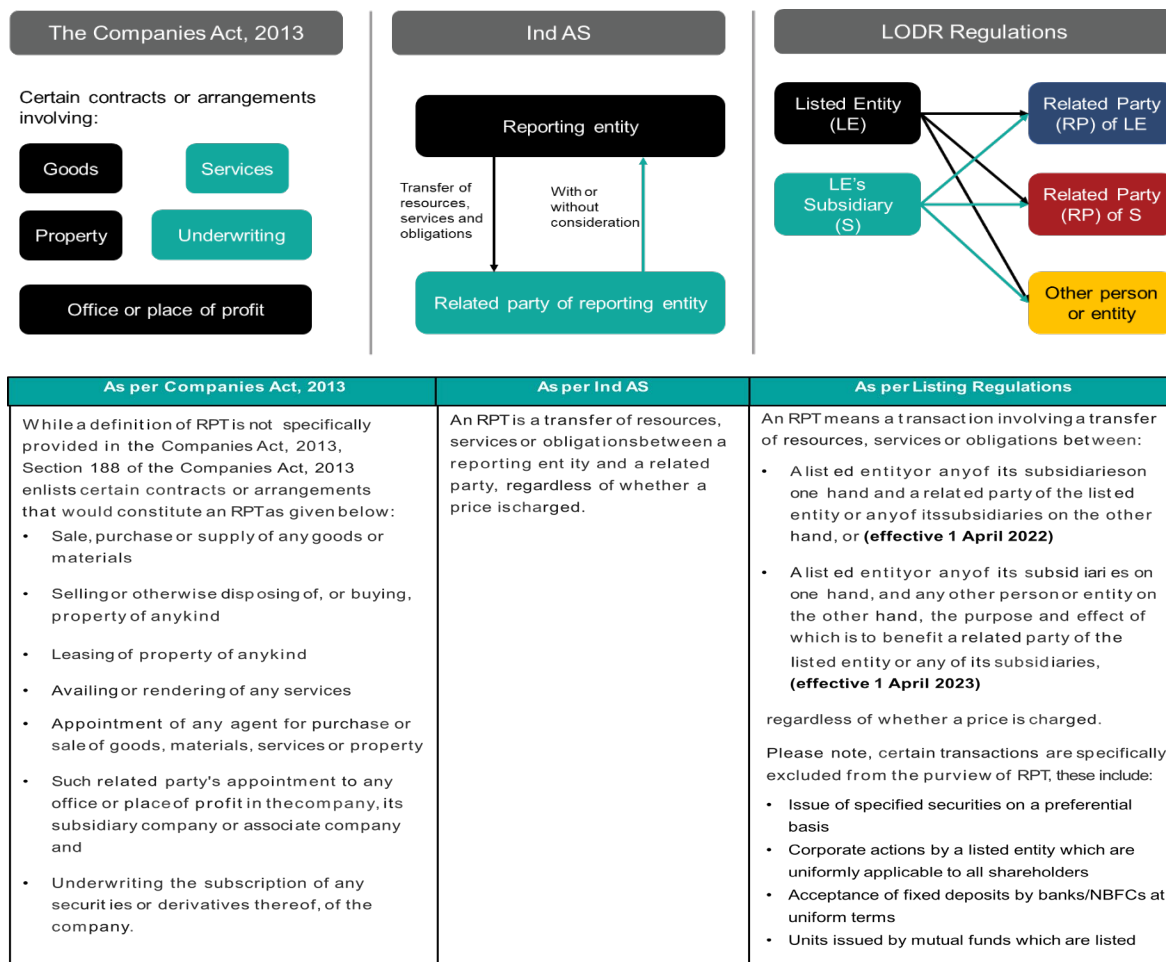 The Companies Act, 2013
Certain contracts or arrangements
involving:
Goods
Services
Property
Underwriting
Office or place of profit
Ind AS
Reporting entity
Transfer of
resources,
services and
obligations
With or
without
consideration
Related party of reporting entity
LODR Regulations
Listed Entity
(LE)
LE's
Subsidiary
(S)
Related Party
(RP) of LE
Related Party
(RP) of S
Other person
or entity
As per Companies Act, 2013
While a definition of RPT is not specifically
provided in the Companies Act, 2013,
Section 188 of the Companies Act, 2013
enlists certain contracts or arrangements
that would constitute an RPT as given below:
• Sale, purchase or supply of any goods or
materials
• Selling or otherwise disposing of, or buying,
property of any kind
• Leasing of property of any kind
• Availing or rendering of any services
• Appointment of any agent for purchase or
sale of goods, materials, services or property
• Such related party's appointment to any
office or place of profit in the company, its
subsidiary company or associate company
and
• Underwriting the subscription of any
securities or derivatives thereof, of the
company.
As per Ind AS
An RPT is a transfer of resources,
services or obligations between a
reporting entity and a related
party, regardless of whether a
price is charged.
As per Listing Regulations
An RPT means a transaction involving a transfer
of resources, services or obligations between:
• A listed entity or any of its subsidiaries on
one hand and a related party of the listed
entity or any of its subsidiaries on the other
hand, or (effective 1 April 2022)
• A listed entity or any of its subsidiaries on
one hand, and any other person or entity on
the other hand, the purpose and effect of
which is to benefit a related party of the
listed entity or any of its subsidiaries,
(effective 1 April 2023)
regardless of whether a price is charged.
Please note, certain transactions are specifically
excluded from the purview of RPT, these include:
• Issue of specified securities on a preferential
basis
• Corporate actions by a listed entity which are
uniformly applicable to all shareholders
• Acceptance of fixed deposits by banks/NBFCs at
uniform terms
• Units issued by mutual funds which are listed